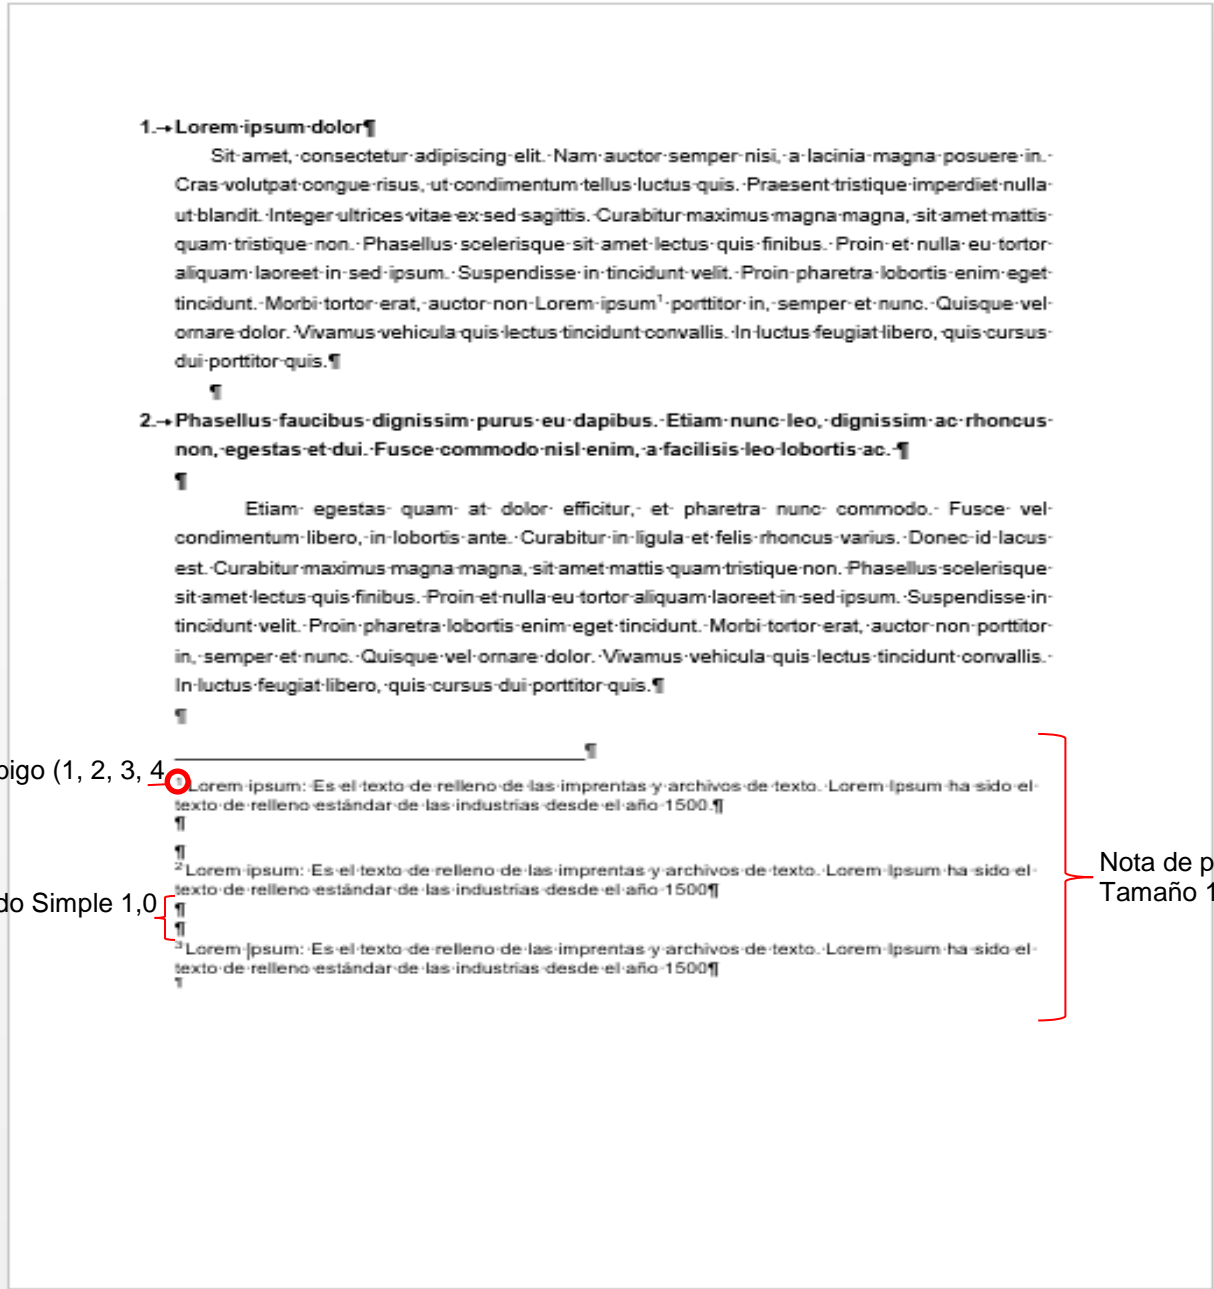 1.→Lorem·ipsum·dolor¶
Sit·amet,·consectetur·adipiscing·elit.·Nam·auctor·semper·nisi,·a·lacinia·magna·posuere·in.·
Cras·volutpat·congue·risus,·ut·condimentum·tellus·luctus·quis.·Praesent·tristique·imperdiet·nulla·
ut·blandit.·Integer·ultrices·vitae·ex·sed·sagittis.·Curabitur·maximus·magna·magna,·sit·amet·mattis·
quam·tristique·non.·Phasellus·scelerisque·sit·amet·lectus·quis·finibus.·Proin·et·nulla·eu·tortor·
aliquam·laoreet·in·sed·ipsum.·Suspendisse·in·tincidunt·velit.·Proin·pharetra·lobortis·enim·eget·
tincidunt.·Morbi·tortor·erat,·auctor·non·Lorem·ipsum¹·porttitor·in,·semper·et·nunc.·Quisque·vel·
ornare·dolor.·Vivamus·vehicula·quis·lectus·tincidunt·convallis.·In·luctus·feugiat·libero,·quis·cursus·
dui·porttitor·quis.¶
¶
2.→Phasellus·faucibus·dignissim·purus·eu·dapibus.·Etiam·nunc·leo,·dignissim·ac·rhoncus·
non,·egestas·et·dui.·Fusce·commodo·nisl·enim,·a·facilisis·leo·lobortis·ac.·¶
¶
Etiam·egestas·quam·at·dolor·efficitur,·et·pharetra·nunc·commodo.·Fusce·vel·
condimentum·libero,·in·lobortis·ante.·Curabitur·in·ligula·et·felis·rhoncus·varius.·Donec·id·lacus·
est.·Curabitur·maximus·magna·magna,·sit·amet·mattis·quam·tristique·non.·Phasellus·scelerisque·
sit·amet·lectus·quis·finibus.·Proin·et·nulla·eu·tortor·aliquam·laoreet·in·sed·ipsum.·Suspendisse·in·
tincidunt·velit.·Proin·pharetra·lobortis·enim·eget·tincidunt.·Morbi·tortor·erat,·auctor·non·porttitor·
in,·semper·et·nunc.·Quisque·vel·ornare·dolor.·Vivamus·vehicula·quis·lectus·tincidunt·convallis.·
In·luctus·feugiat·libero,·quis·cursus·dui·porttitor·quis.¶
¶
¶
bigo (1, 2, 3, 4
¹·Lorem·ipsum:·Es·el·texto·de·relleno·de·las·imprentas·y·archivos·de·texto.·Lorem·Ipsum·ha·sido·el·
texto·de·relleno·estándar·de·las·industrias·desde·el·año·1500.¶
¶
¶
²·Lorem·ipsum:·Es·el·texto·de·relleno·de·las·imprentas·y·archivos·de·texto.·Lorem·Ipsum·ha·sido·el·
texto·de·relleno·estándar·de·las·industrias·desde·el·año·1500¶
Nota de p
Tamaño 1
do Simple 1,0
¶
¶
³·Lorem·Ipsum:·Es·el·texto·de·relleno·de·las·imprentas·y·archivos·de·texto.·Lorem·Ipsum·ha·sido·el·
texto·de·relleno·estándar·de·las·industrias·desde·el·año·1500¶
¶